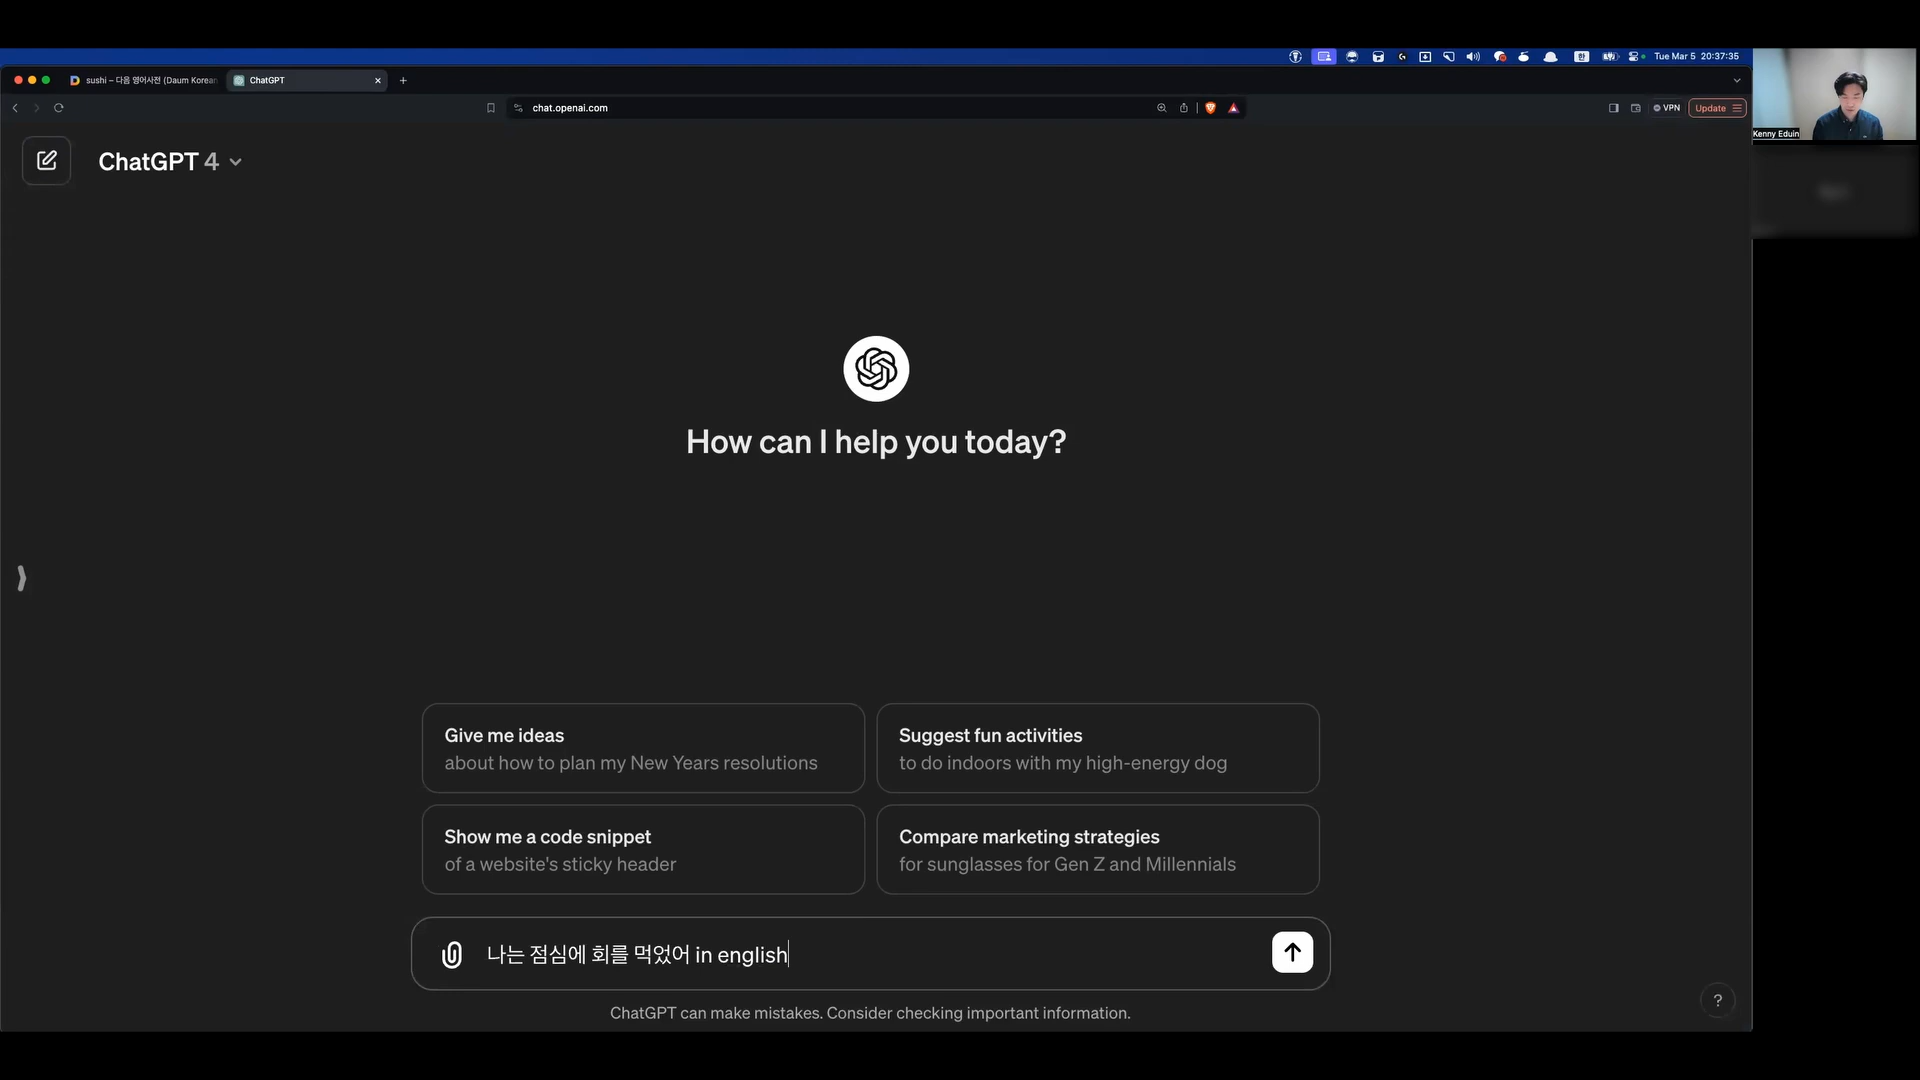 Tue Mar 5 20:37:35
sushi – 다음 영어사전 (Daum Korean
ChatGPT
chat.openai.com
VPN
Update
Kenny Eduin
ChatGPT 4
How can I help you today?
Give me ideas
about how to plan my New Years resolutions
Suggest fun activities
to do indoors with my high-energy dog
Show me a code snippet
of a website's sticky header
Compare marketing strategies
for sunglasses for Gen Z and Millennials
나는 점심에 회를 먹었어 in english
ChatGPT can make mistakes. Consider checking important information.
?